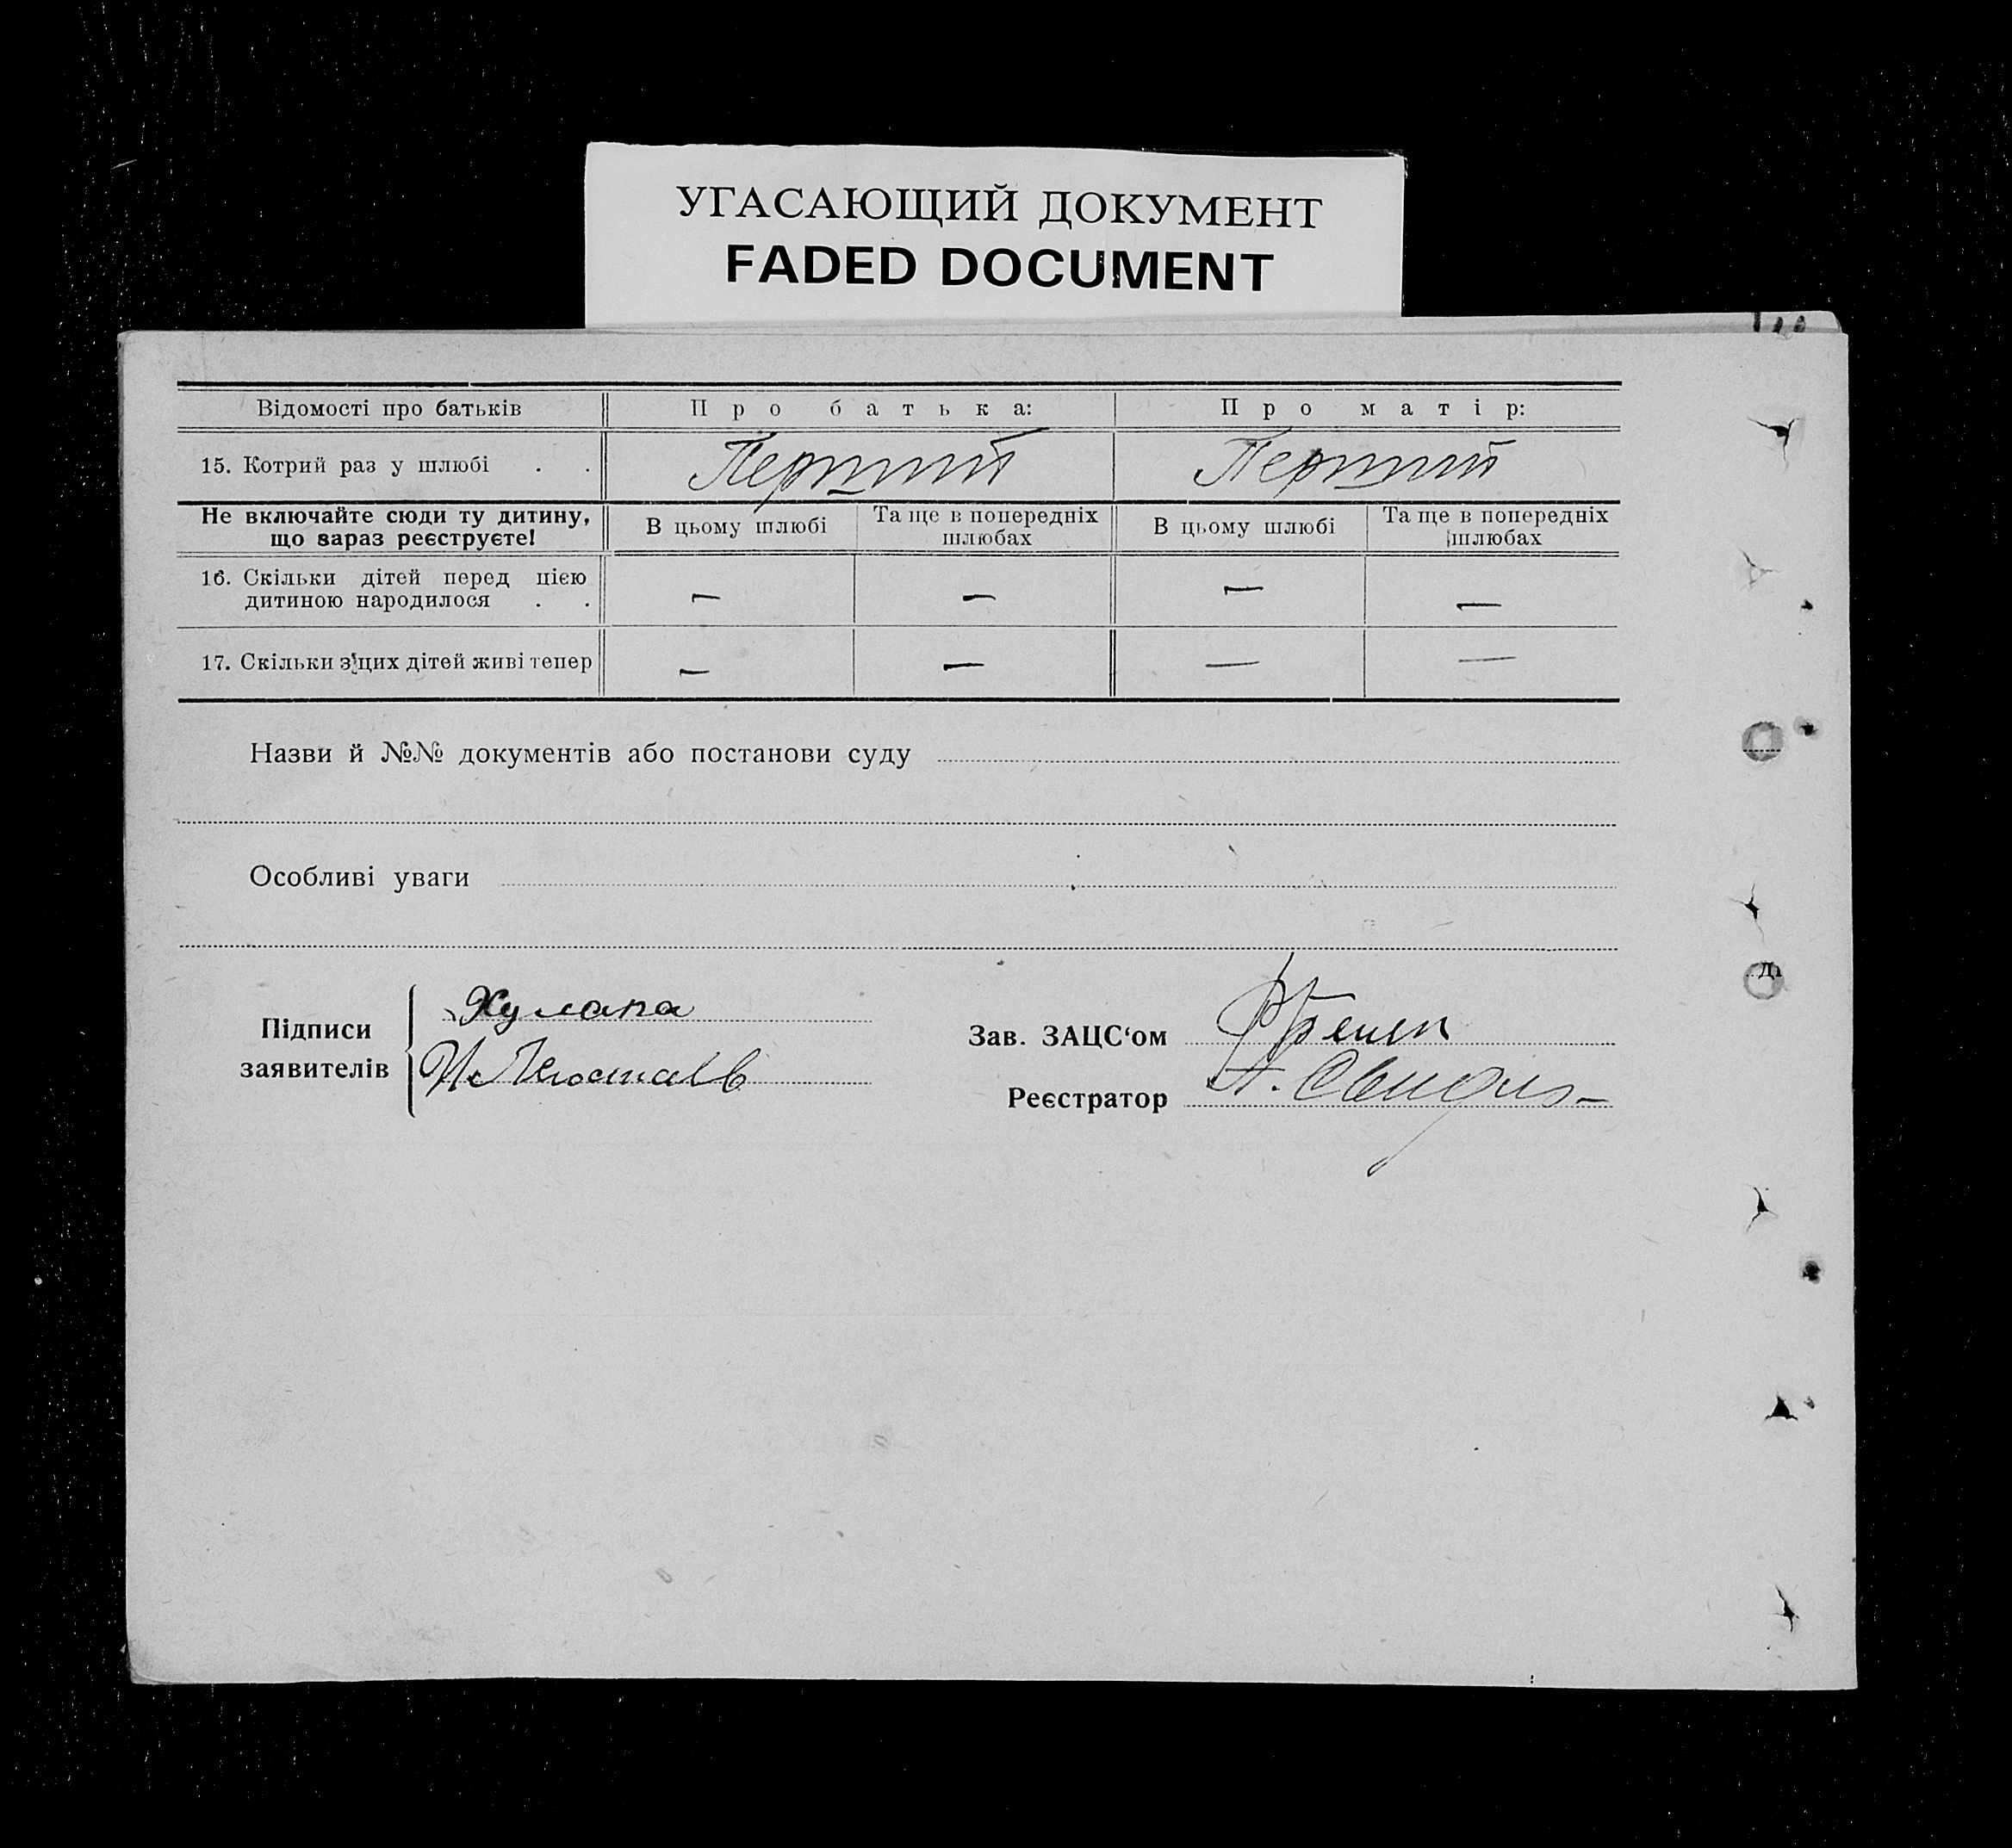 УГАСАЮЩИЙ ДОКУМЕНТ
FADED DOCUMENT
Відомості про батьків Про батька: Про матір:
15. Котрий раз у шлюбі . . Перший Перший
Не включайте сюди ту дитину, що зараз реєструєте! В цьому шлюбі Та ще в попередніх шлюбах В цьому шлюбі Та ще в попередніх шлюбах
16. Скільки дітей перед цією дитиною народилося . . — — — —
17. Скільки з цих дітей живі тепер — — — —
Назви й №№ документів або постанови суду
Особливі уваги
Підписи заявителів
Зав. ЗАЦС‘ом
Реєстратор